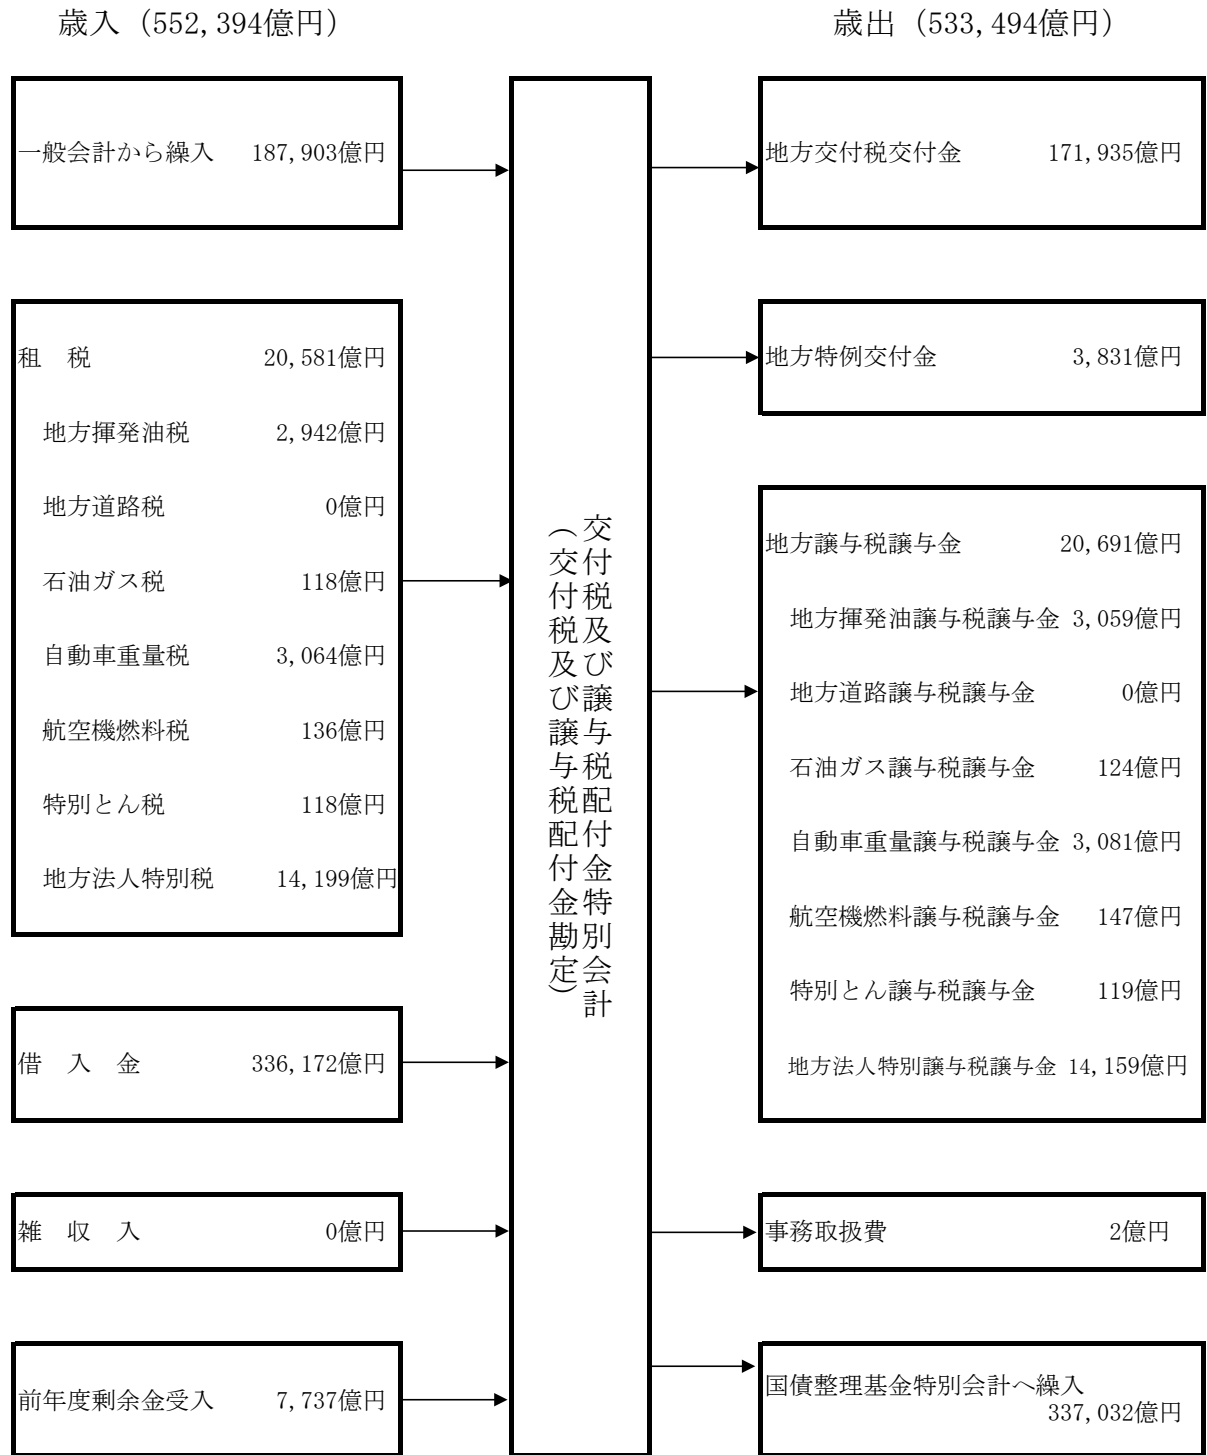 歳入（552,394億円）
一般会計から繰入 187,903億円
租　税 20,581億円
地方揮発油税 2,942億円
地方道路税 0億円
石油ガス税 118億円
自動車重量税 3,064億円
航空機燃料税 136億円
特別とん税 118億円
地方法人特別税 14,199億円
借　入　金 336,172億円
雑　収　入 0億円
前年度剰余金受入 7,737億円
交付税及び譲与税配付金特別会計
（交付税及び譲与税配付金勘定）
歳出（533,494億円）
地方交付税交付金 171,935億円
地方特例交付金 3,831億円
地方譲与税譲与金 20,691億円
地方揮発油譲与税譲与金 3,059億円
地方道路譲与税譲与金 0億円
石油ガス譲与税譲与金 124億円
自動車重量譲与税譲与金 3,081億円
航空機燃料譲与税譲与金 147億円
特別とん譲与税譲与金 119億円
地方法人特別譲与税譲与金 14,159億円
事務取扱費 2億円
国債整理基金特別会計へ繰入
337,032億円